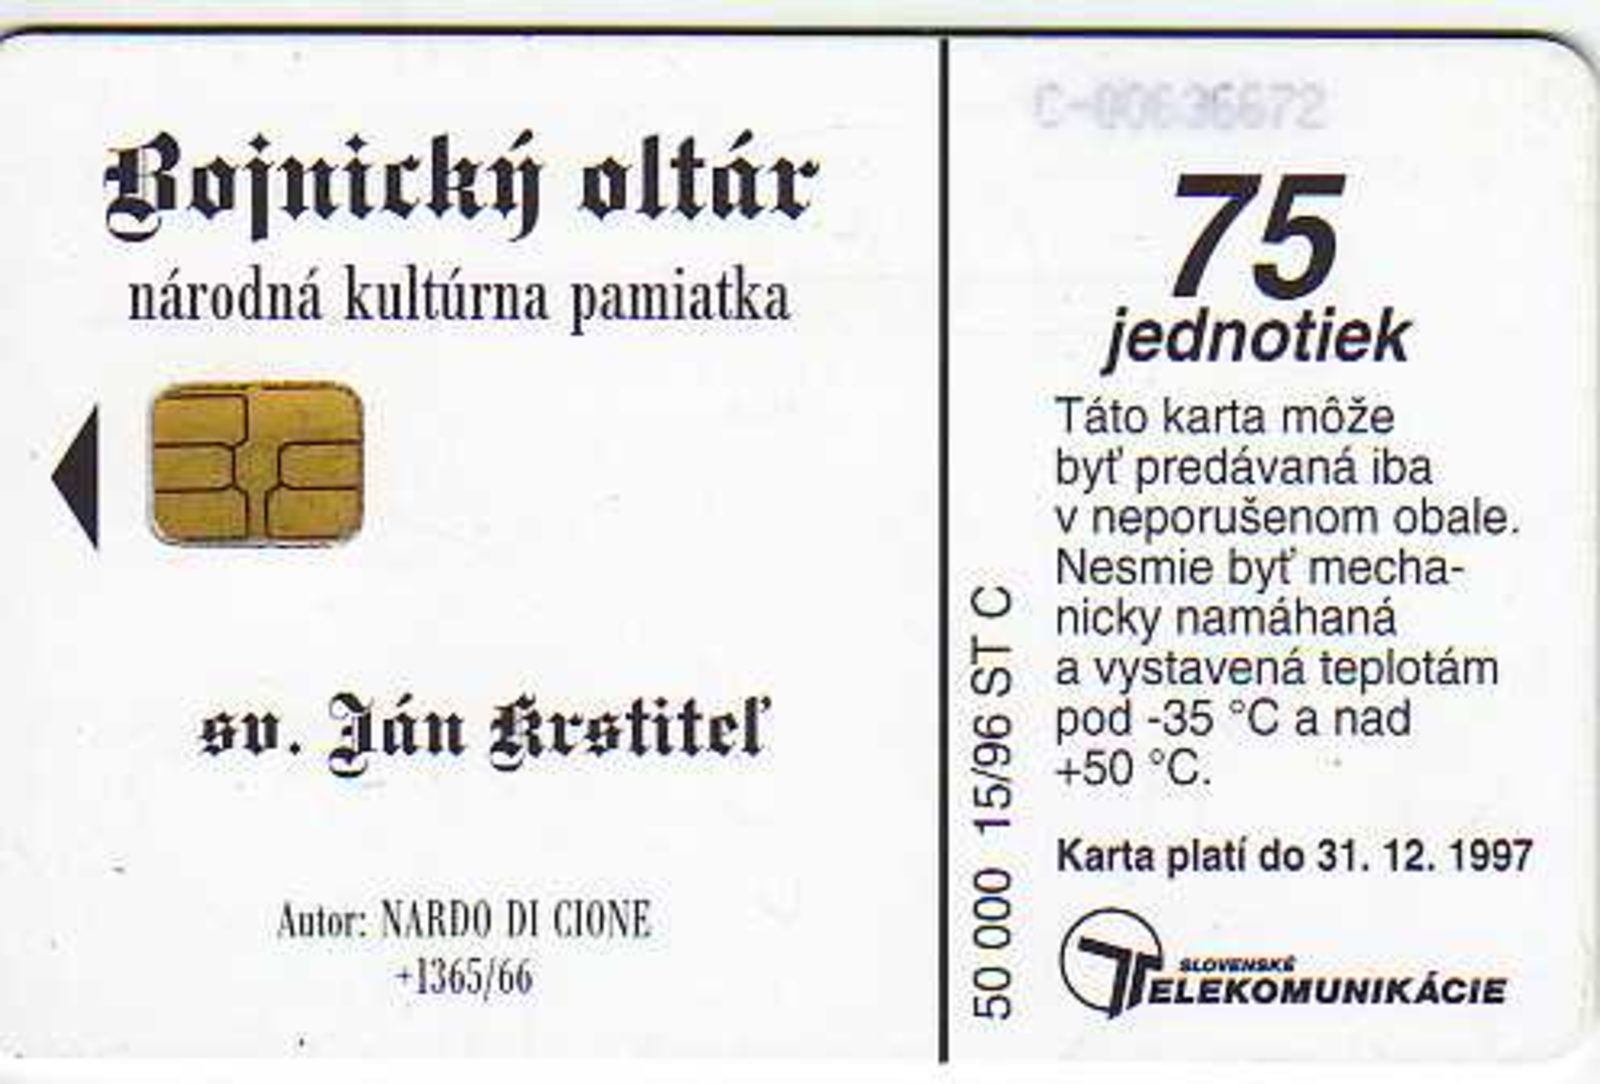 Bojnický oltár
národná kultúrna pamiatka
sv. Ján Krstiteľ
Autor: NARDO DI CIONE
+1365/66
50 000 15/96 ST C
C-00636672
75
jednotiek
Táto karta môže
byť predávaná iba
v neporušenom obale.
Nesmie byť mecha-
nicky namáhaná
a vystavená teplotám
pod -35 °C a nad
+50 °C.
Karta platí do 31. 12. 1997
SLOVENSKÉ
TELEKOMUNIKÁCIE